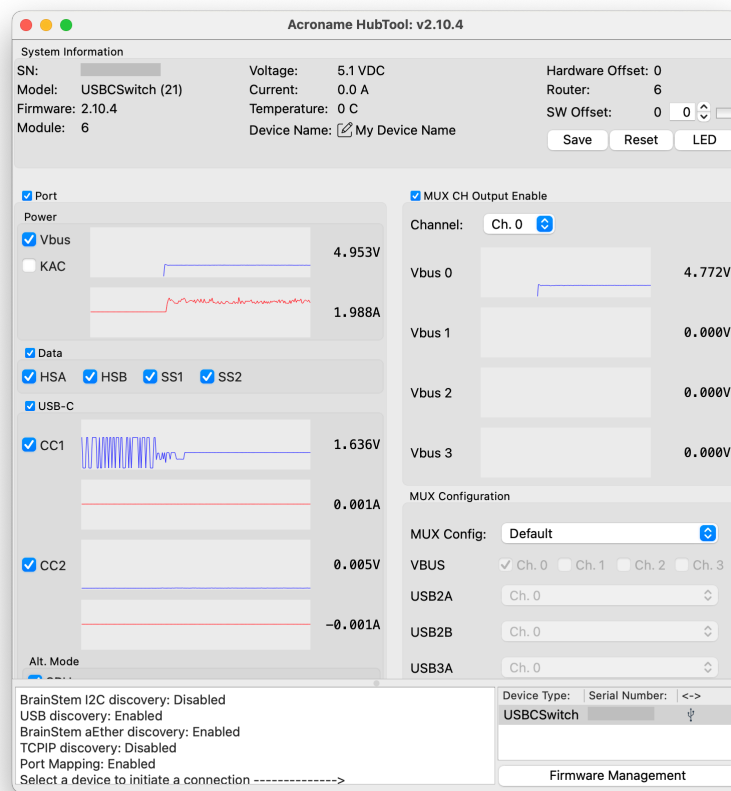 Acroname HubTool: v2.10.4
System Information
SN:
Model: USBCSwitch (21)
Firmware: 2.10.4
Module: 6
Voltage: 5.1 VDC
Current: 0.0 A
Temperature: 0 C
Device Name: My Device Name
Hardware Offset: 0
Router: 6
SW Offset: 0 0
Save Reset LED
Port
Power
Vbus
4.953V
KAC
1.988A
Data
HSA HSB SS1 SS2
USB-C
CC1
1.636V
0.001A
CC2
0.005V
-0.001A
Alt. Mode
MUX CH Output Enable
Channel: Ch. 0
Vbus 0 4.772V
Vbus 1 0.000V
Vbus 2 0.000V
Vbus 3 0.000V
MUX Configuration
MUX Config: Default
VBUS Ch. 0 Ch. 1 Ch. 2 Ch. 3
USB2A Ch. 0
USB2B Ch. 0
USB3A Ch. 0
BrainStem I2C discovery: Disabled
USB discovery: Enabled
BrainStem aEther discovery: Enabled
TCPIP discovery: Disabled
Port Mapping: Enabled
Select a device to initiate a connection -------------->
Device Type: Serial Number: <->
USBCSwitch
Firmware Management